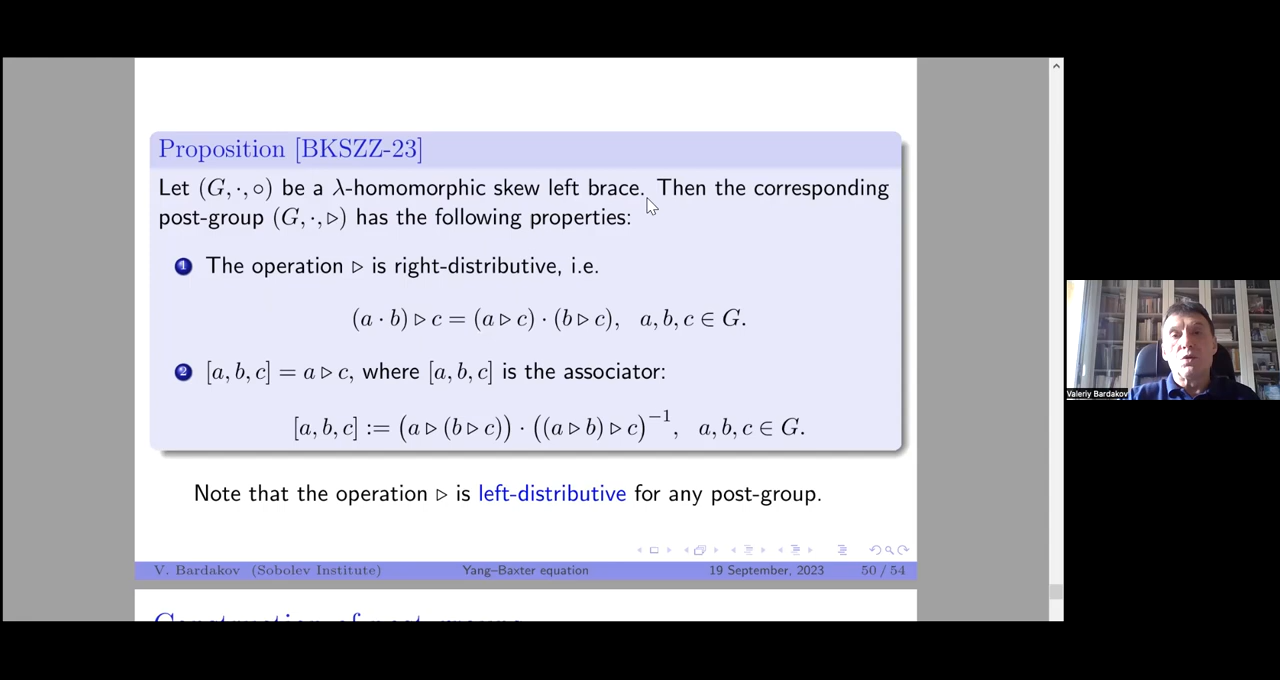 Proposition [BKSZZ-23]
Let (G, ·, ∘) be a λ-homomorphic skew left brace. Then the corresponding
post-group (G, ·, ▷) has the following properties:
1 The operation ▷ is right-distributive, i.e.
(a · b) ▷ c = (a ▷ c) · (b ▷ c), a, b, c ∈ G.
2 [a, b, c] = a ▷ c, where [a, b, c] is the associator:
[a, b, c] := (a ▷ (b ▷ c)) · ((a ▷ b) ▷ c)⁻¹, a, b, c ∈ G.
Note that the operation ▷ is left-distributive for any post-group.
V. Bardakov (Sobolev Institute) Yang–Baxter equation 19 September, 2023 50 / 54
Valeriy Bardakov